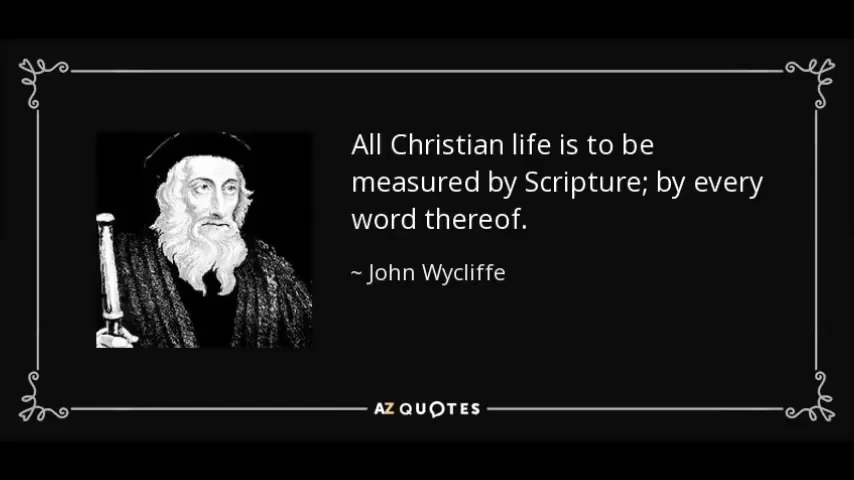 All Christian life is to be
measured by Scripture; by every
word thereof.
~ John Wycliffe
AZ QUOTES